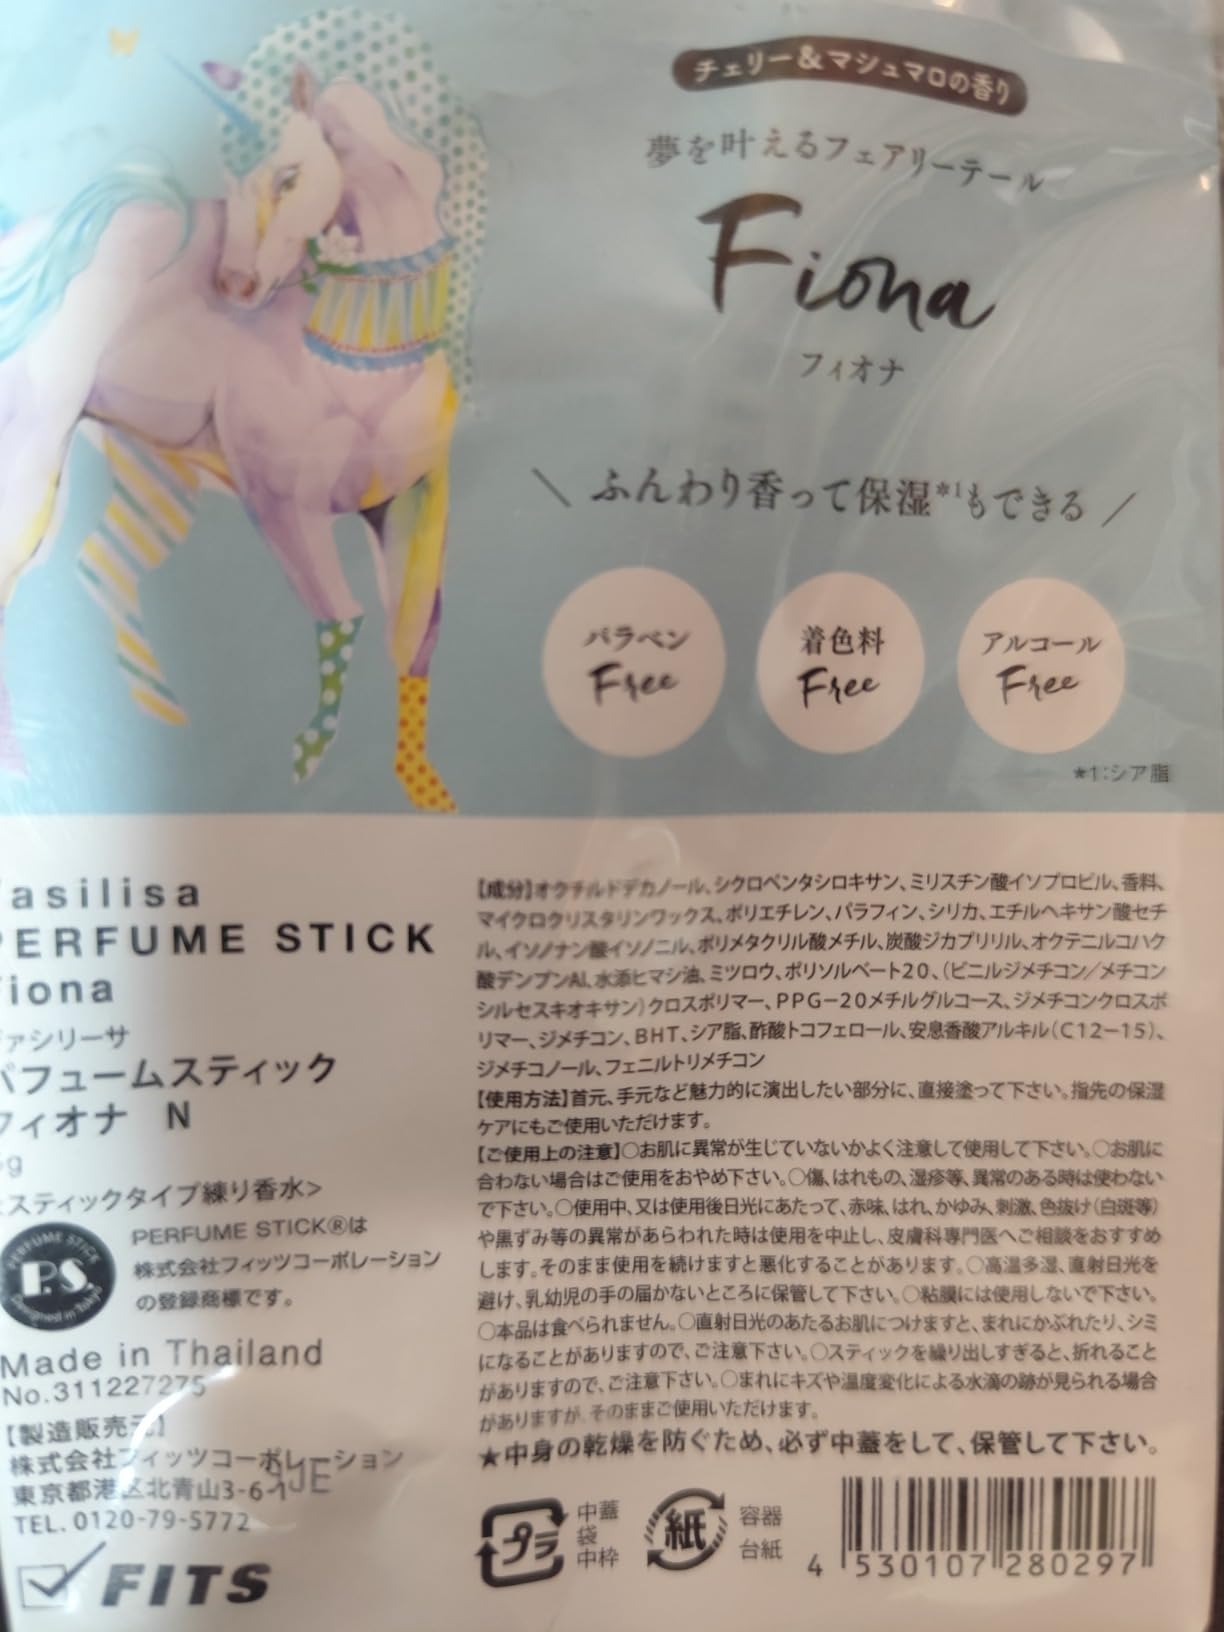 チェリー&マシュマロの香り
夢を叶えるフェアリーテール
Fiona
フィオナ
\ ふんわり香って保湿*1もできる /
パラベン
Free
着色料
Free
アルコール
Free
*1:シア脂
asilisa
PERFUME STICK
iona
ァシリーサ
パフュームスティック
フィオナ N
g
<スティックタイプ練り香水>
PERFUME STICK
P.S.
Designed in Tokyo
PERFUME STICK®は
株式会社フィッツコーポレーション
の登録商標です。
Made in Thailand
No.311227275
【製造販売元】
株式会社フィッツコーポレーション
東京都港区北青山3-6-1
JE
TEL. 0120-79-5772
FITS
【成分】オクチルドデカノール、シクロペンタシロキサン、ミリスチン酸イソプロピル、香料、
マイクロクリスタリンワックス、ポリエチレン、パラフィン、シリカ、エチルヘキサン酸セチ
ル、イソノナン酸イソノニル、ポリメタクリル酸メチル、炭酸ジカプリリル、オクテニルコハク
酸デンプンAl、水添ヒマシ油、ミツロウ、ポリソルベート20、(ビニルジメチコン/メチコン
シルセスキオキサン)クロスポリマー、PPG-20メチルグルコース、ジメチコンクロスポ
リマー、ジメチコン、BHT、シア脂、酢酸トコフェロール、安息香酸アルキル(C12-15)、
ジメチコノール、フェニルトリメチコン
【使用方法】首元、手元など魅力的に演出したい部分に、直接塗って下さい。指先の保湿
ケアにもご使用いただけます。
【ご使用上の注意】○お肌に異常が生じていないかよく注意して使用して下さい。○お肌に
合わない場合はご使用をおやめ下さい。○傷、はれもの、湿疹等、異常のある時は使わない
で下さい。○使用中、又は使用後日光にあたって、赤味、はれ、かゆみ、刺激、色抜け(白斑等)
や黒ずみ等の異常があらわれた時は使用を中止し、皮膚科専門医へご相談をおすすめ
します。そのまま使用を続けますと悪化することがあります。○高温多湿、直射日光を
避け、乳幼児の手の届かないところに保管して下さい。○粘膜には使用しないで下さい。
○本品は食べられません。○直射日光のあたるお肌につけますと、まれにかぶれたり、シミ
になることがありますので、ご注意下さい。○スティックを繰り出しすぎると、折れること
がありますので、ご注意下さい。○まれにキズや温度変化による水滴の跡が見られる場合
がありますが、そのままご使用いただけます。
★中身の乾燥を防ぐため、必ず中蓋をして、保管して下さい。
プラ
中蓋
袋
中枠
紙
容器
台紙
4 530107 280297